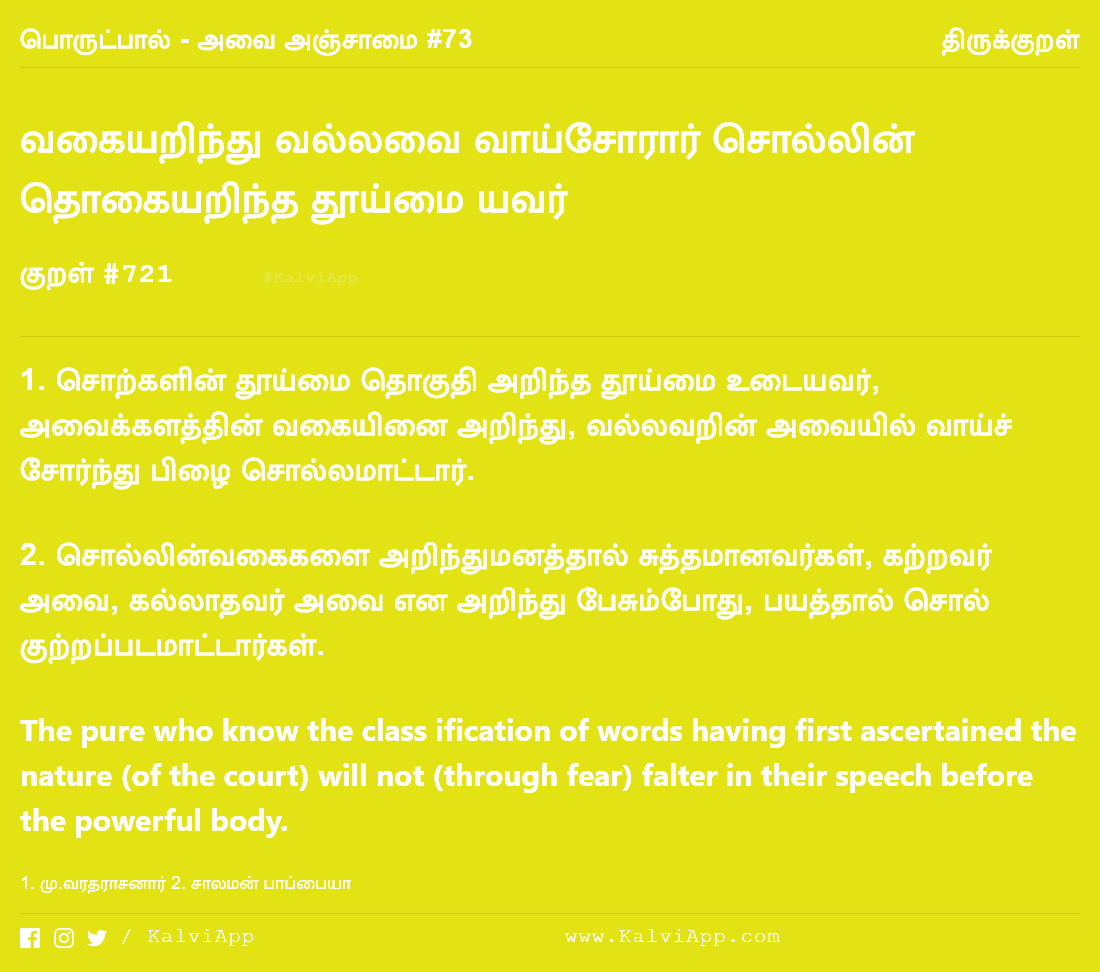 பொருட்பால் - அவை அஞ்சாமை #73 திருக்குறள்
வகையறிந்து வல்லவை வாய்சோரார் சொல்லின்
தொகையறிந்த தூய்மை யவர்
குறள் #721 #KalviApp
1. சொற்களின் தூய்மை தொகுதி அறிந்த தூய்மை உடையவர்,
அவைக்களத்தின் வகையினை அறிந்து, வல்லவறின் அவையில் வாய்ச்
சோர்ந்து பிழை சொல்லமாட்டார்.
2. சொல்லின்வகைகளை அறிந்துமனத்தால் சுத்தமானவர்கள், கற்றவர்
அவை, கல்லாதவர் அவை என அறிந்து பேசும்போது, பயத்தால் சொல்
குற்றப்படமாட்டார்கள்.
The pure who know the class ification of words having first ascertained the
nature (of the court) will not (through fear) falter in their speech before
the powerful body.
1. மு.வரதராசனார் 2. சாலமன் பாப்பையா
/ KalviApp www.KalviApp.com